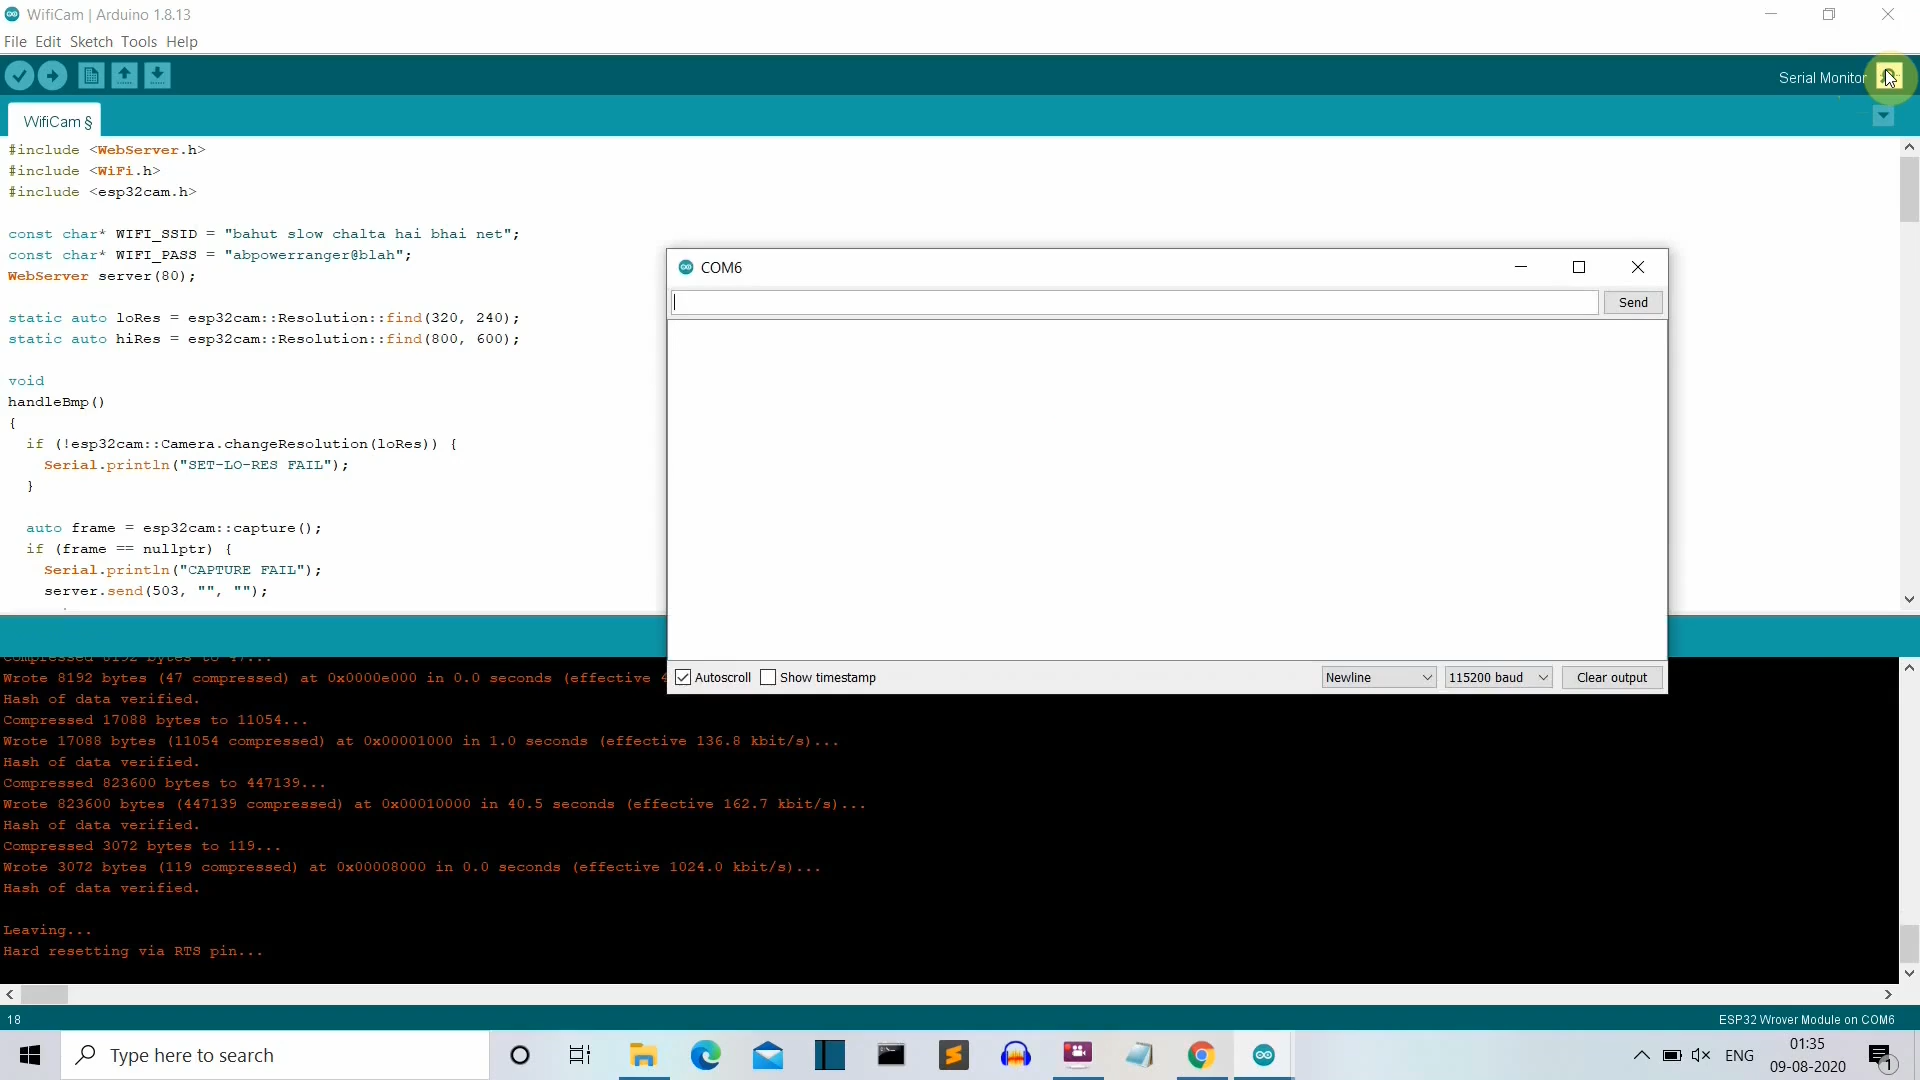 WifiCam | Arduino 1.8.13
File Edit Sketch Tools Help
Serial Monitor
WifiCam §
#include <WebServer.h>
#include <WiFi.h>
#include <esp32cam.h>
const char* WIFI_SSID = "bahut slow chalta hai bhai net";
const char* WIFI_PASS = "abpowerranger@blah";
WebServer server(80);
static auto loRes = esp32cam::Resolution::find(320, 240);
static auto hiRes = esp32cam::Resolution::find(800, 600);
void
handleBmp()
{
if (!esp32cam::Camera.changeResolution(loRes)) {
Serial.println("SET-LO-RES FAIL");
}
auto frame = esp32cam::capture();
if (frame == nullptr) {
Serial.println("CAPTURE FAIL");
server.send(503, "", "");
COM6
Send
Autoscroll Show timestamp
Newline
115200 baud
Clear output
Compressed 8192 bytes to 47...
Wrote 8192 bytes (47 compressed) at 0x0000e000 in 0.0 seconds (effective
Hash of data verified.
Compressed 17088 bytes to 11054...
Wrote 17088 bytes (11054 compressed) at 0x00001000 in 1.0 seconds (effective 136.8 kbit/s)...
Hash of data verified.
Compressed 823600 bytes to 447139...
Wrote 823600 bytes (447139 compressed) at 0x00010000 in 40.5 seconds (effective 162.7 kbit/s)...
Hash of data verified.
Compressed 3072 bytes to 119...
Wrote 3072 bytes (119 compressed) at 0x00008000 in 0.0 seconds (effective 1024.0 kbit/s)...
Hash of data verified.
Leaving...
Hard resetting via RTS pin...
18
ESP32 Wrover Module on COM6
Type here to search
ENG
01:35
09-08-2020
1